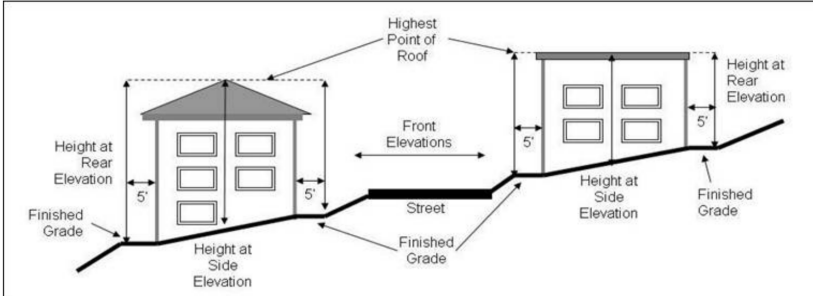 Highest
Point of
Roof
Height at
Rear
Elevation
5'
5'
Front
Elevations
Height at
Rear
Elevation
5'
5'
Finished
Grade
Street
Height at
Side
Elevation
Finished
Grade
Height at
Side
Elevation
Finished
Grade